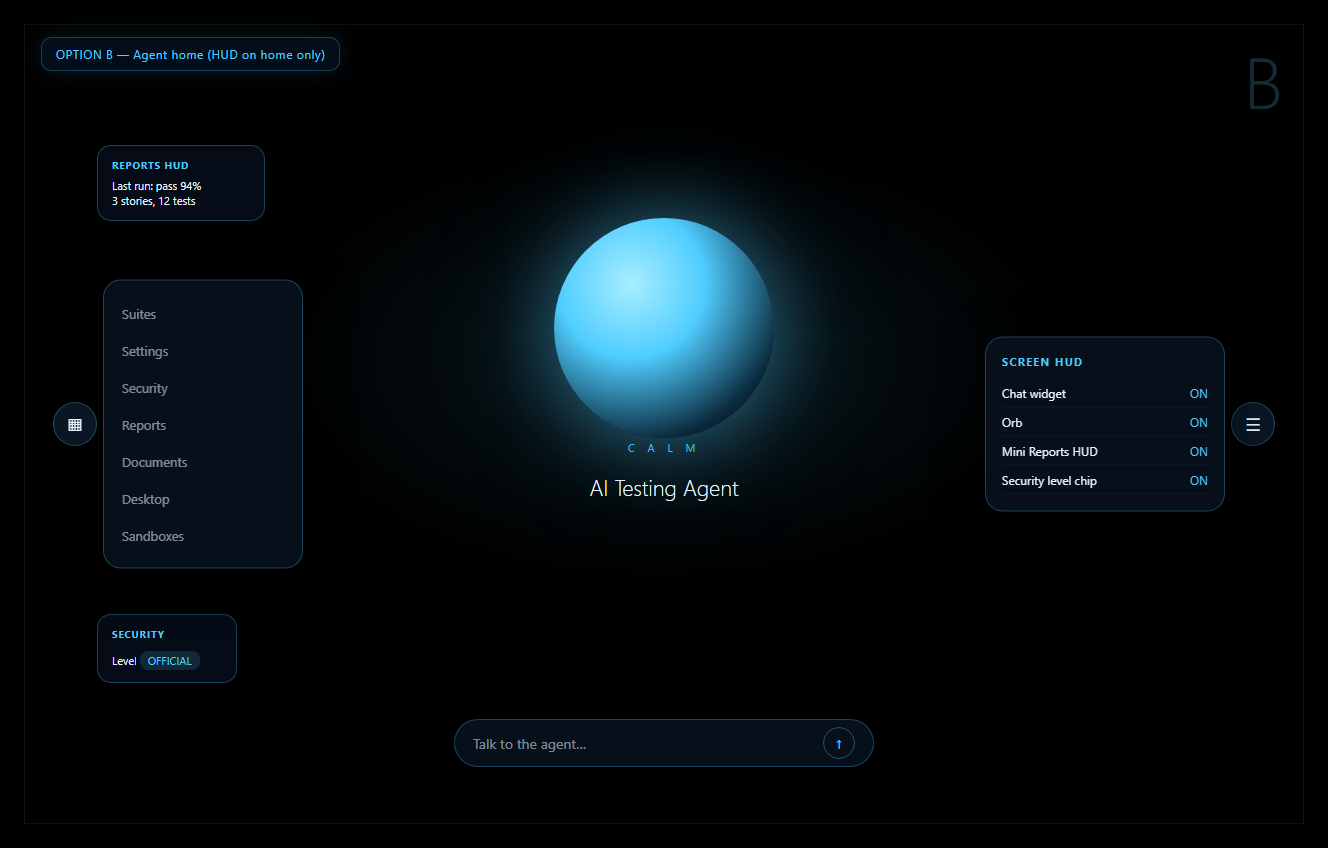 OPTION B — Agent home (HUD on home only)
B
REPORTS HUD
Last run: pass 94%
3 stories, 12 tests
Suites
Settings
Security
Reports
Documents
Desktop
Sandboxes
SECURITY
Level OFFICIAL
CALM
AI Testing Agent
SCREEN HUD
Chat widget ON
Orb ON
Mini Reports HUD ON
Security level chip ON
Talk to the agent... ↑